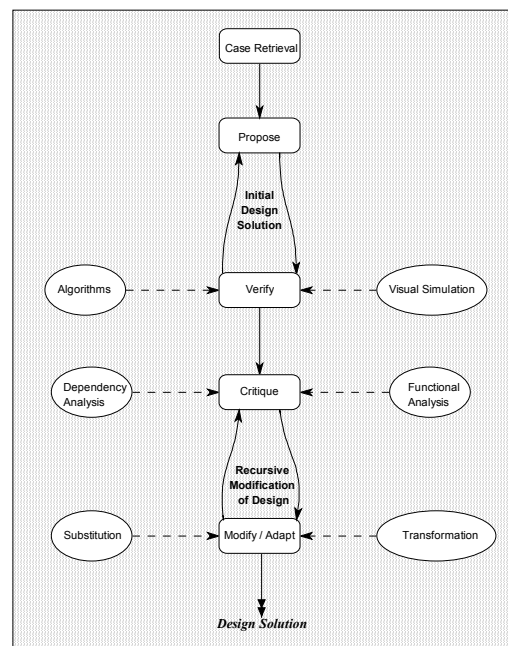 Case Retrieval
Propose
Initial
Design
Solution
Algorithms
Verify
Visual Simulation
Dependency
Analysis
Critique
Functional
Analysis
Recursive
Modification
of Design
Substitution
Modify / Adapt
Transformation
Design Solution